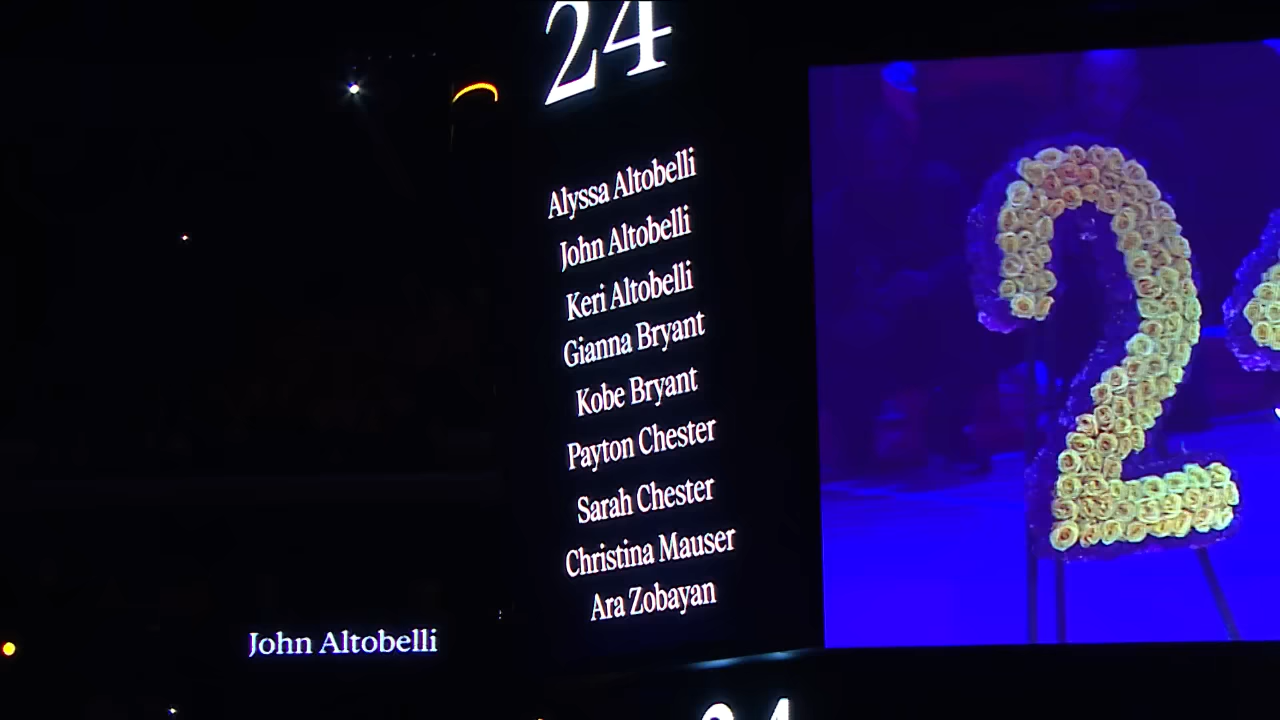 24
Alyssa Altobelli
John Altobelli
Keri Altobelli
Gianna Bryant
Kobe Bryant
Payton Chester
Sarah Chester
Christina Mauser
Ara Zobayan
John Altobelli
2